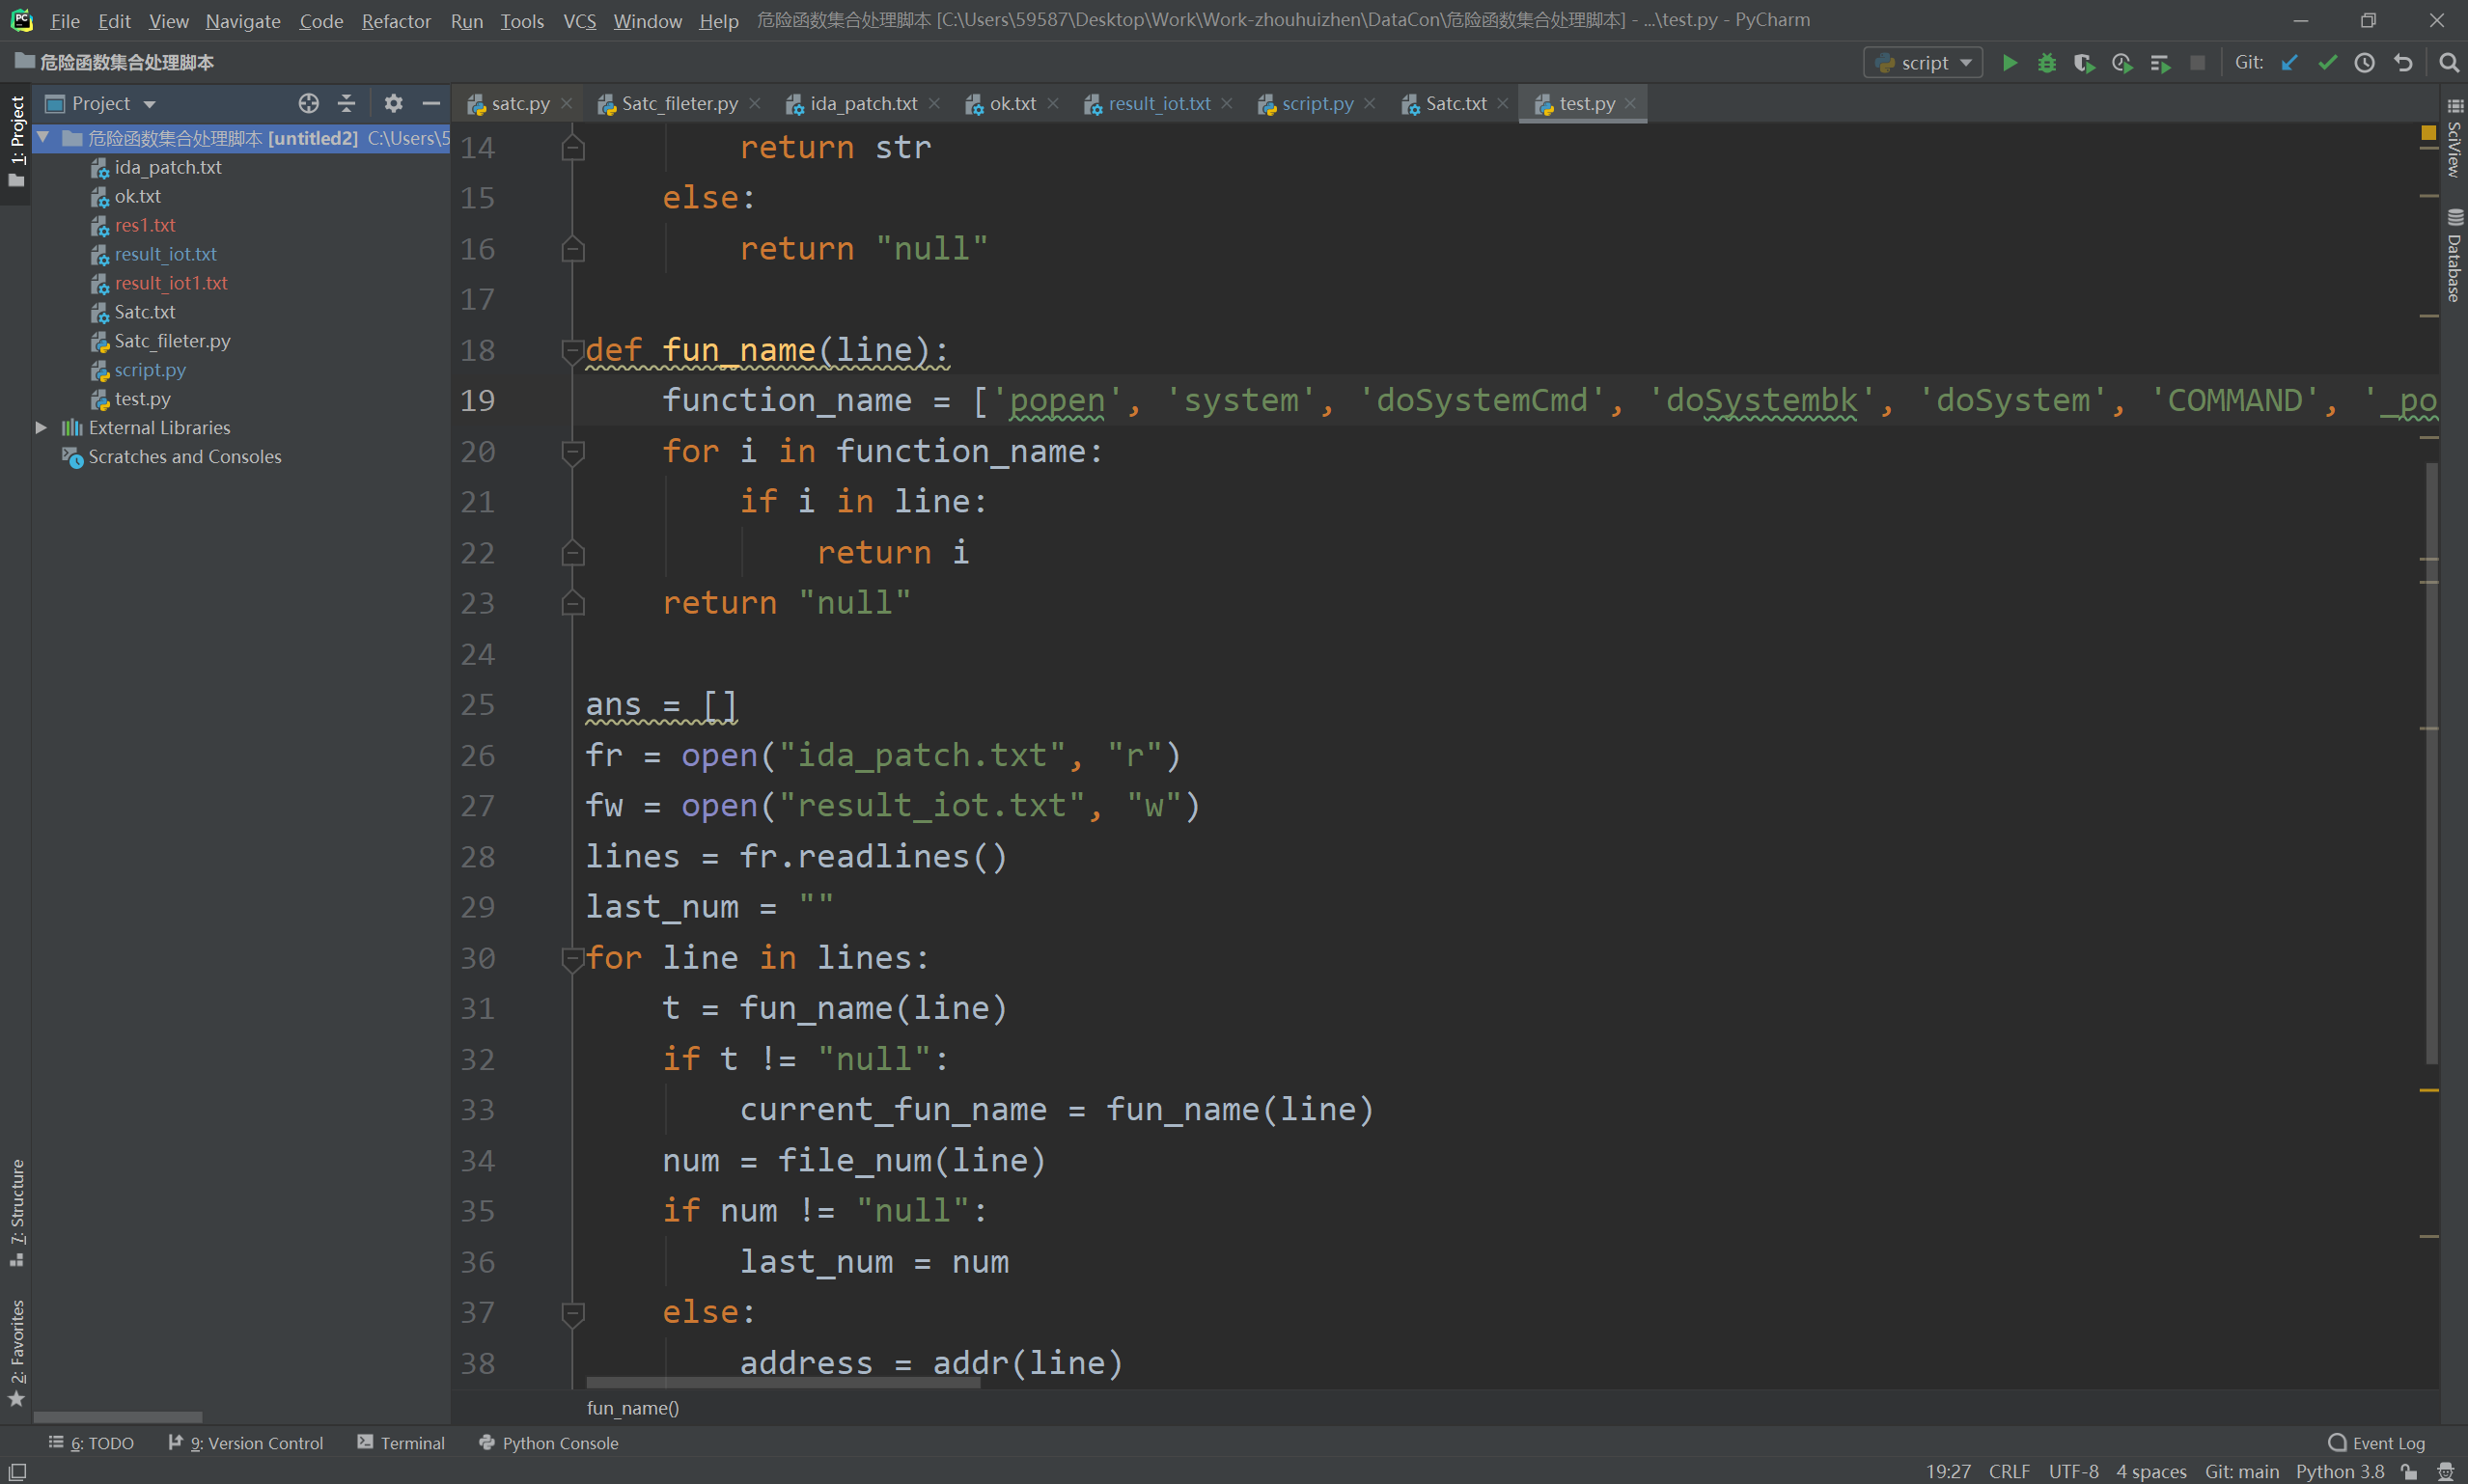 File Edit View Navigate Code Refactor Run Tools VCS Window Help 危险函数集合处理脚本 [C:\Users\59587\Desktop\Work\Work-zhouhuizhen\DataCon\危险函数集合处理脚本] - ...\test.py - PyCharm
危险函数集合处理脚本
script
Git:
Project
satc.py
Satc_fileter.py
ida_patch.txt
ok.txt
result_iot.txt
script.py
Satc.txt
test.py
1: Project
危险函数集合处理脚本 [untitled2] C:\Users\5
ida_patch.txt
ok.txt
res1.txt
result_iot.txt
result_iot1.txt
Satc.txt
Satc_fileter.py
script.py
test.py
External Libraries
Scratches and Consoles
7: Structure
2: Favorites
14 return str
15 else:
16 return "null"
17
18 def fun_name(line):
19 function_name = ['popen', 'system', 'doSystemCmd', 'doSystembk', 'doSystem', 'COMMAND', '_po
20 for i in function_name:
21 if i in line:
22 return i
23 return "null"
24
25 ans = []
26 fr = open("ida_patch.txt", "r")
27 fw = open("result_iot.txt", "w")
28 lines = fr.readlines()
29 last_num = ""
30 for line in lines:
31 t = fun_name(line)
32 if t != "null":
33 current_fun_name = fun_name(line)
34 num = file_num(line)
35 if num != "null":
36 last_num = num
37 else:
38 address = addr(line)
fun_name()
SciView
Database
6: TODO
9: Version Control
Terminal
Python Console
Event Log
19:27 CRLF UTF-8 4 spaces Git: main Python 3.8